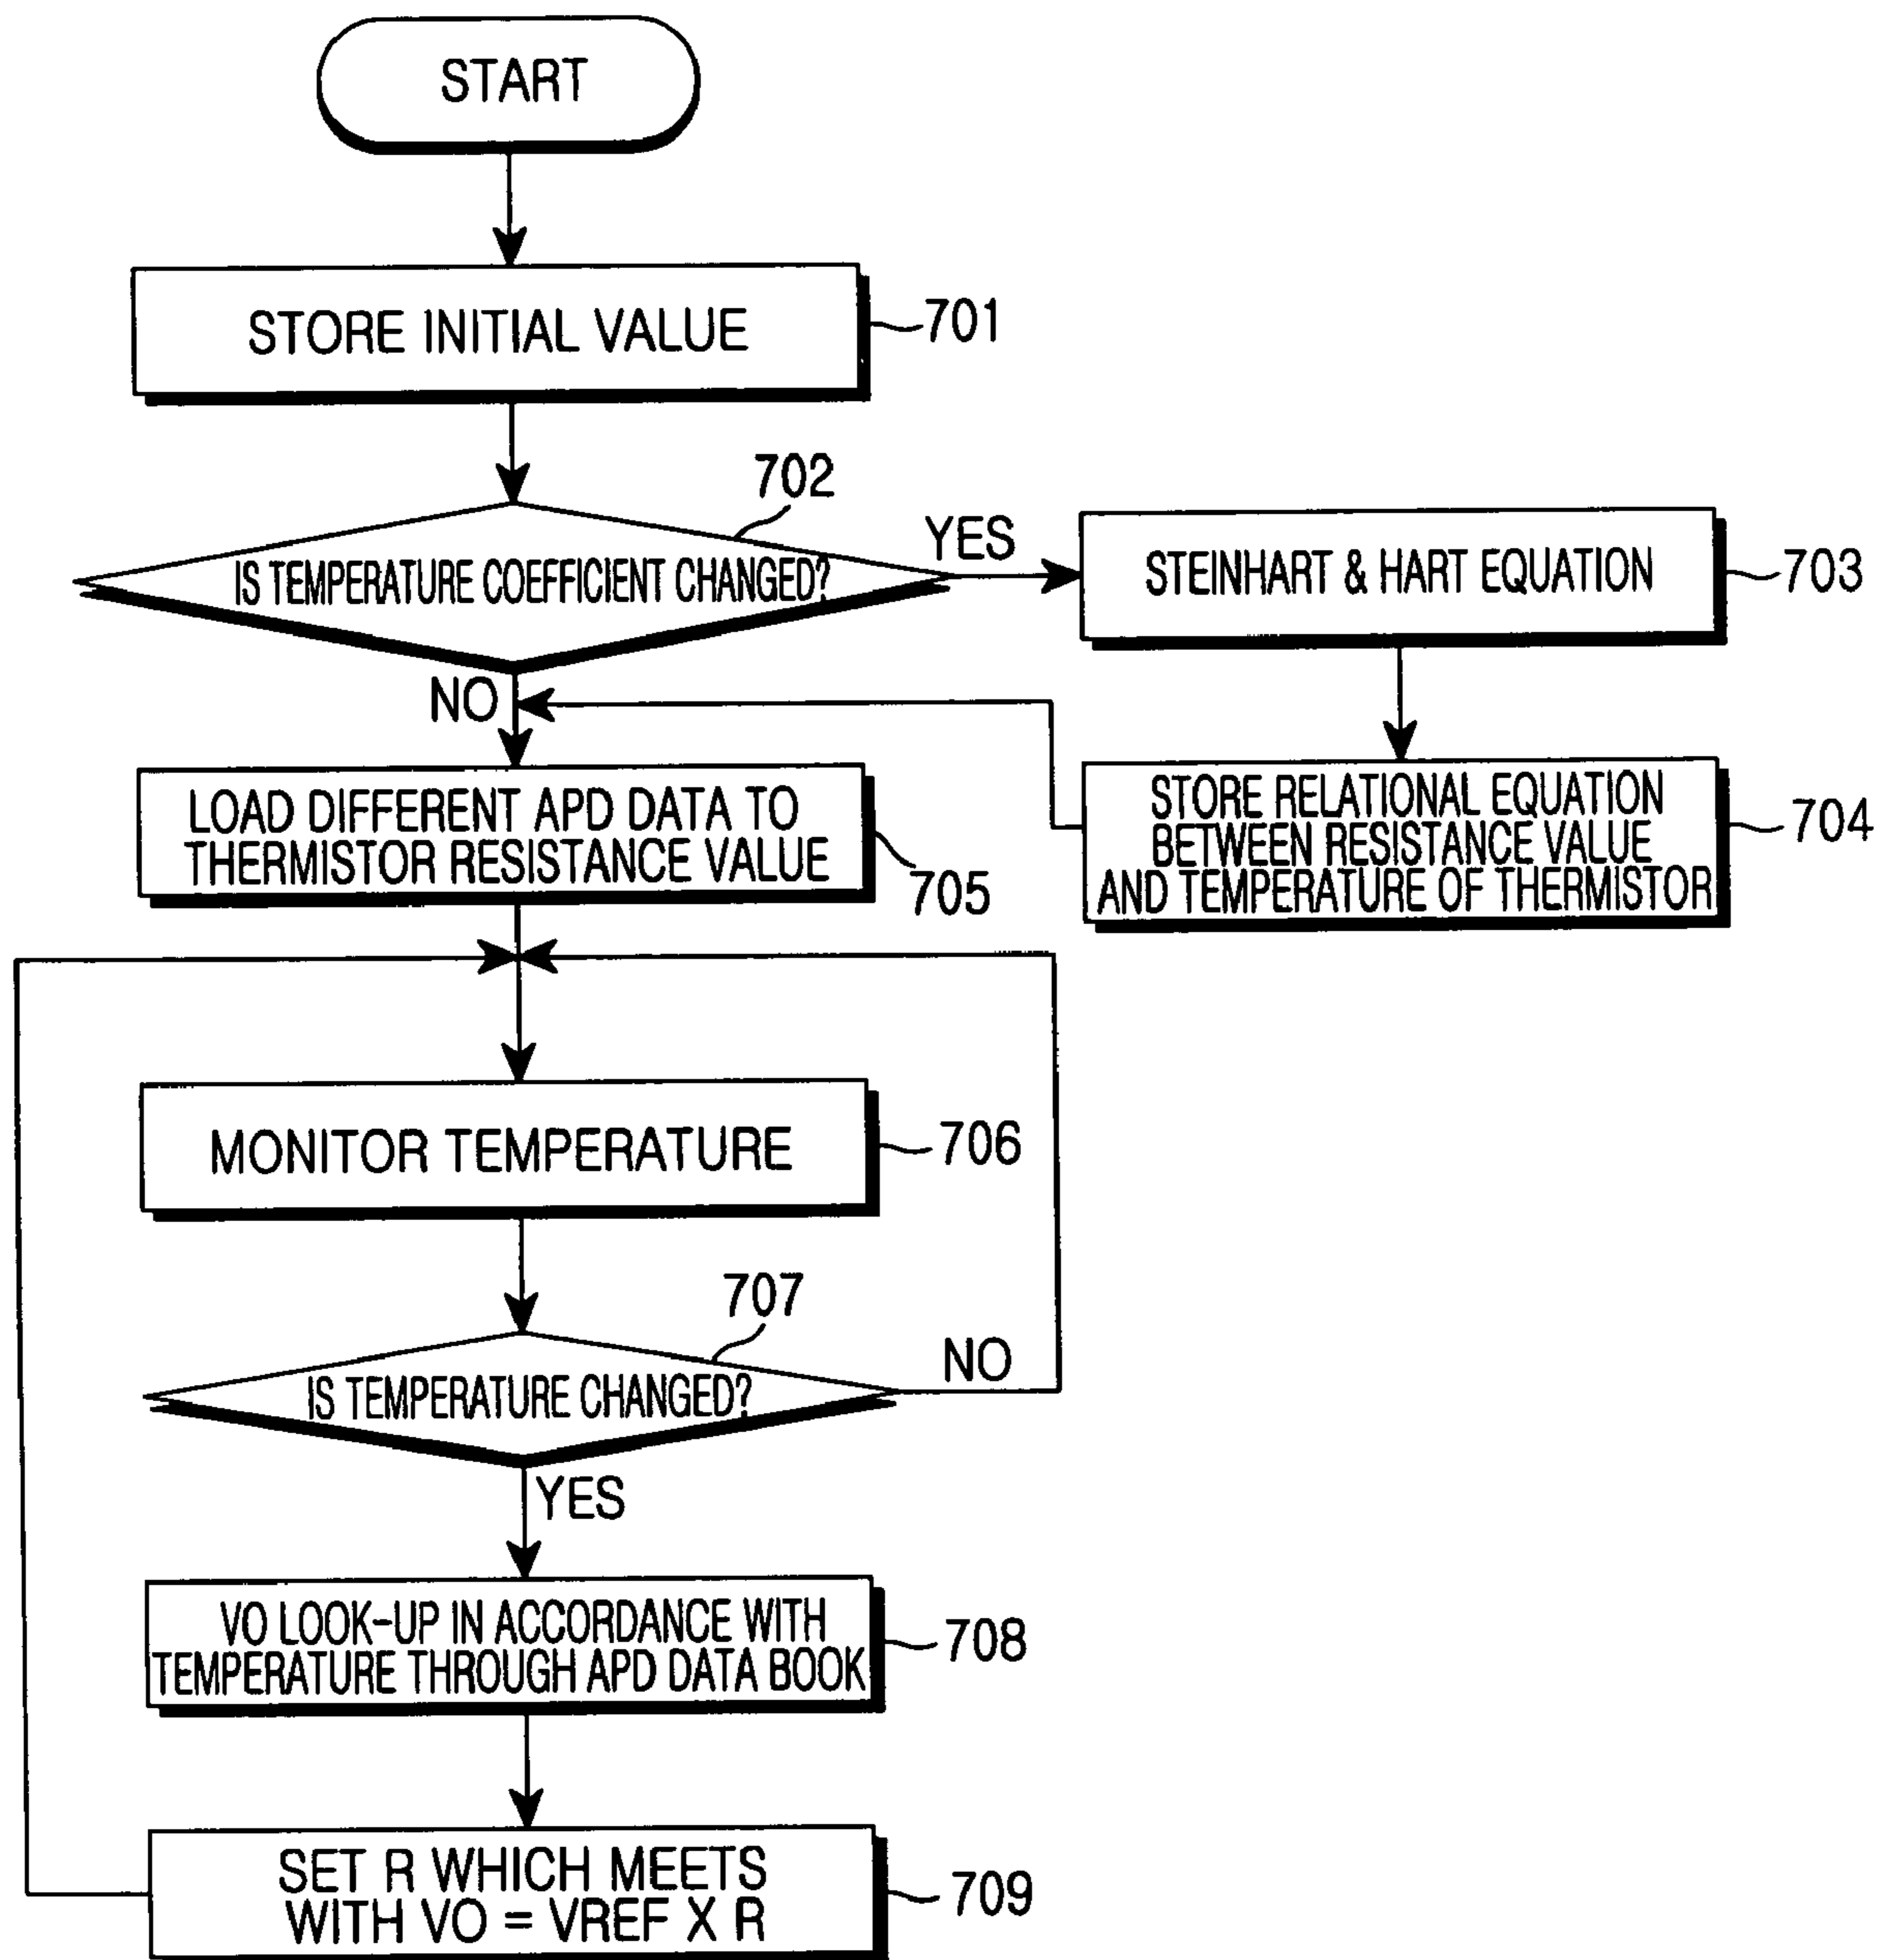 START
STORE INITIAL VALUE
701
702
IS TEMPERATURE COEFFICIENT CHANGED?
YES
STEINHART & HART EQUATION
703
NO
STORE RELATIONAL EQUATION
BETWEEN RESISTANCE VALUE
AND TEMPERATURE OF THERMISTOR
704
LOAD DIFFERENT APD DATA TO
THERMISTOR RESISTANCE VALUE
705
MONITOR TEMPERATURE
706
707
IS TEMPERATURE CHANGED?
NO
YES
VO LOOK-UP IN ACCORDANCE WITH
TEMPERATURE THROUGH APD DATA BOOK
708
SET R WHICH MEETS
WITH VO = VREF X R
709